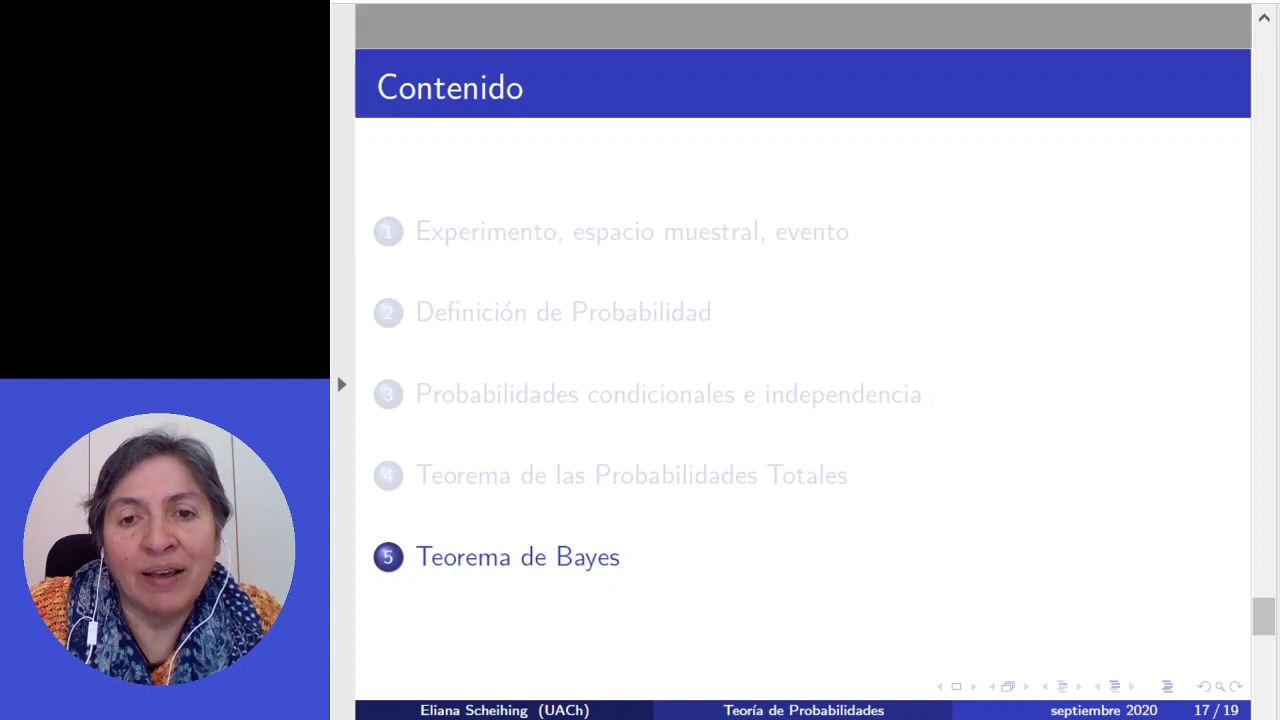 Contenido
1 Experimento, espacio muestral, evento
2 Definición de Probabilidad
3 Probabilidades condicionales e independencia
4 Teorema de las Probabilidades Totales
5 Teorema de Bayes
Eliana Scheihing (UACh) Teoría de Probabilidades septiembre 2020 17 / 19